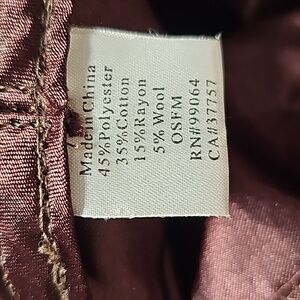 Made in China
45%Polyester
35%Cotton
15%Rayon
5%Wool
OSFM
RN#99064
CA#37757